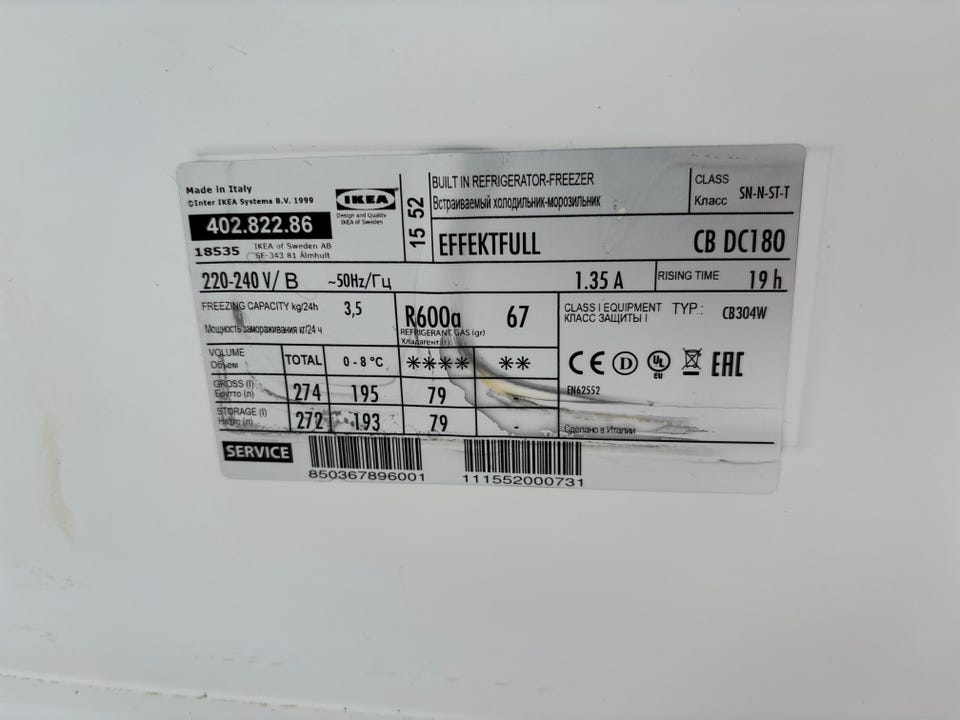 Made in Italy
©Inter IKEA Systems B.V. 1999
402.822.86
18535
IKEA of Sweden AB
SE-343 81 Älmhult
IKEA
Design and Quality
IKEA of Sweden
15 52
BUILT IN REFRIGERATOR-FREEZER
Встраиваемый холодильник-морозильник
CLASS
Класс
SN-N-ST-T
EFFEKTFULL
CB DC180
220-240 V/ В ~50Hz/Гц 1.35 A
RISING TIME 19 h
FREEZING CAPACITY kg/24h 3,5
Мощность замораживания кг/24 ч
R600a 67
REFRIGERANT GAS (gr)
Хладагент (г)
CLASS I EQUIPMENT
КЛАСС ЗАЩИТЫ I
TYP.: CB304W
VOLUME
Объем
TOTAL 0-8 °C **** **
GROSS (l)
Брутто (л)
274 195 79 -
STORAGE (l)
Нетто (л)
272 193 79 -
CE D UL EU EAC
EN62552
Сделано в Италии
SERVICE
850367896001
111552000731